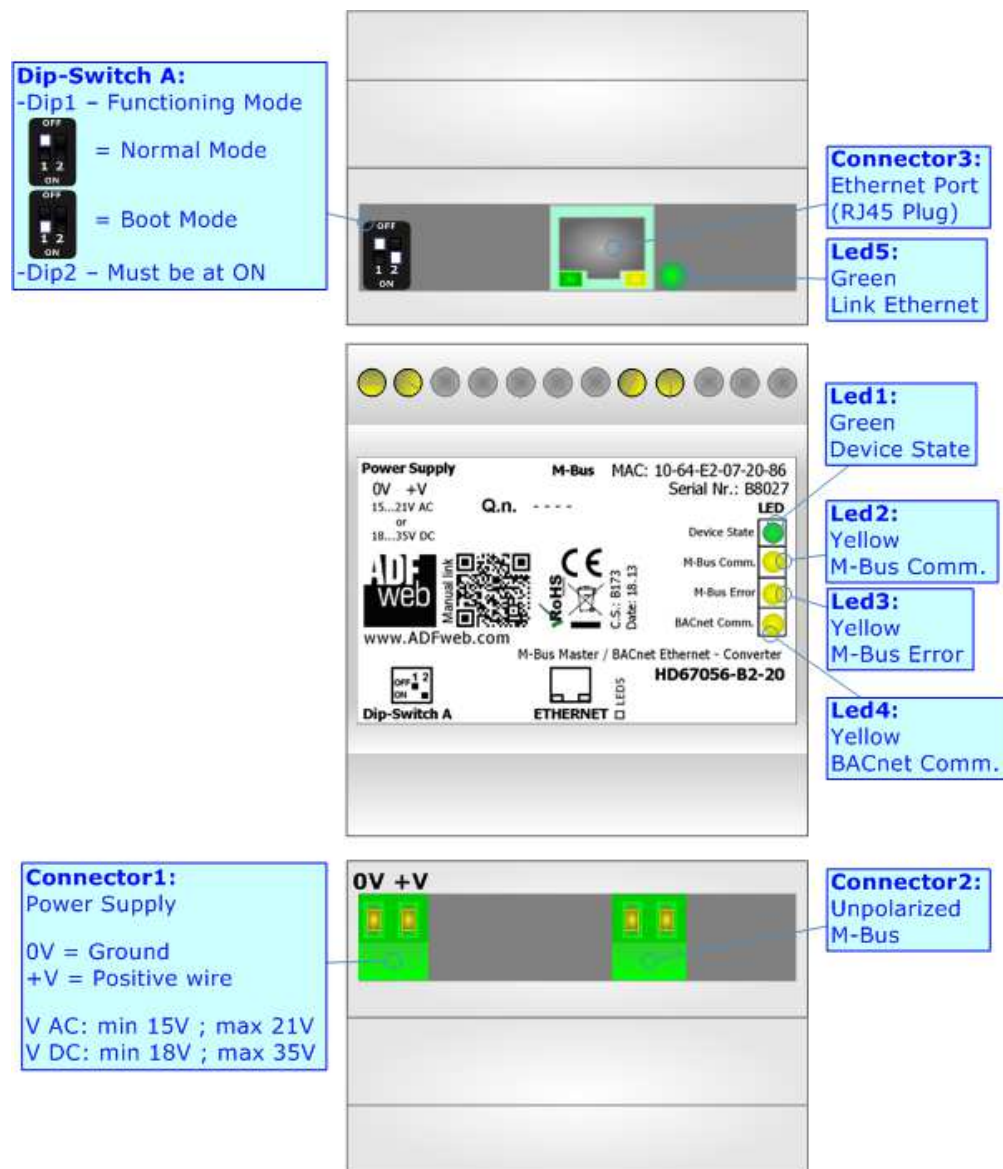 Dip-Switch A:
-Dip1 – Functioning Mode
OFF
1 2
ON
= Normal Mode
OFF
1 2
ON
= Boot Mode
-Dip2 – Must be at ON
OFF
1 2
ON
Connector3:
Ethernet Port
(RJ45 Plug)
Led5:
Green
Link Ethernet
Led1:
Green
Device State
Led2:
Yellow
M-Bus Comm.
Led3:
Yellow
M-Bus Error
Led4:
Yellow
BACnet Comm.
Power Supply
0V +V
15...21V AC
or
18...35V DC
M-Bus
MAC: 10-64-E2-07-20-86
Serial Nr.: B8027
Q.n. - - - -
LED
Device State
M-Bus Comm.
M-Bus Error
BACnet Comm.
ADF
web
Manual link
CE
RoHS
C.S.: B173
Date: 18.13
www.ADFweb.com
M-Bus Master / BACnet Ethernet - Converter
HD67056-B2-20
OFF 1 2
ON
Dip-Switch A
ETHERNET
LED5
Connector1:
Power Supply
0V = Ground
+V = Positive wire
V AC: min 15V ; max 21V
V DC: min 18V ; max 35V
0V +V
Connector2:
Unpolarized
M-Bus